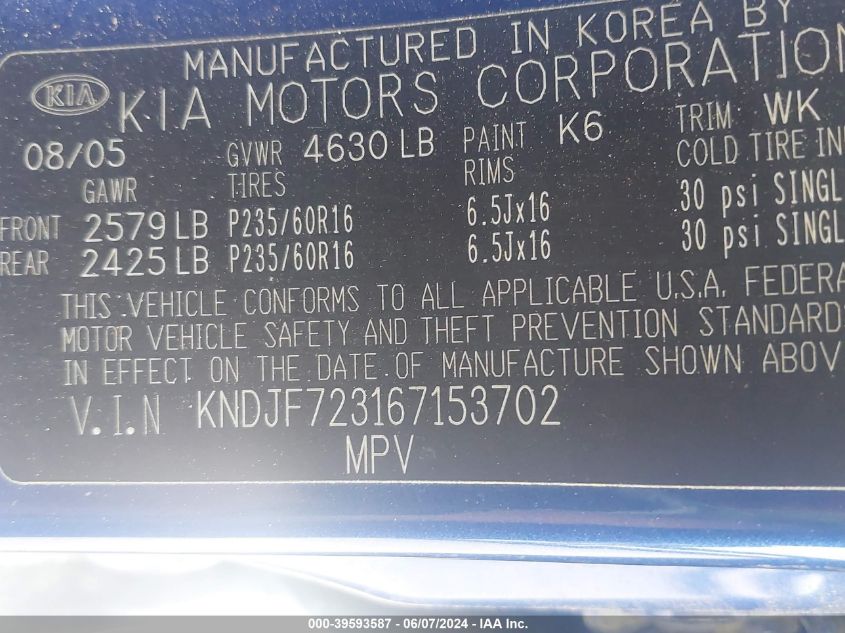 MANUFACTURED IN KOREA BY
KIA KIA MOTORS CORPORATION
08/05 GVWR 4630 LB PAINT K6 TRIM WK
GAWR TIRES RIMS COLD TIRE
FRONT 2579 LB P235/60R16 6.5Jx16 30 psi SINGL
REAR 2425 LB P235/60R16 6.5Jx16 30 psi SINGL
THIS VEHICLE CONFORMS TO ALL APPLICABLE U.S.A. FEDERA
MOTOR VEHICLE SAFETY AND THEFT PREVENTION STANDARD
IN EFFECT ON THE DATE OF MANUFACTURE SHOWN ABOV
V.I.N KNDJF723167153702
MPV
000-39593587 - 06/07/2024 - IAA Inc.